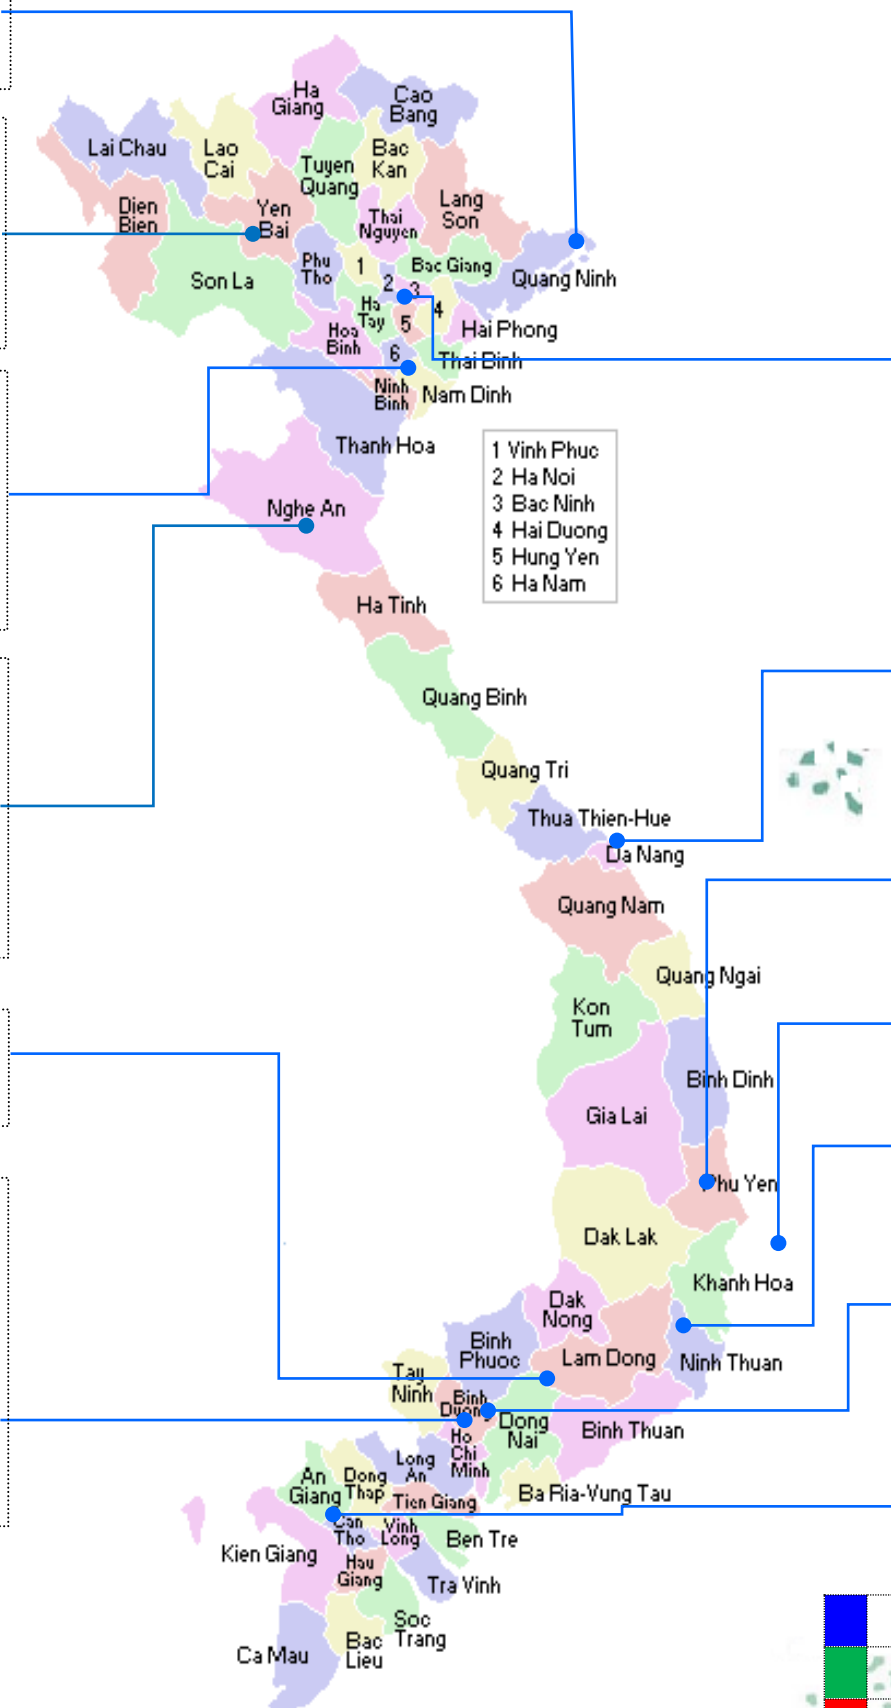 Ha
Giang
Cao
Bang
Lai Chau
Lao
Cai
Bac
Kan
Tuyen
Quang
Lang
Son
Dien
Bien
Yen
Bai
Thai
Nguyen
Phu
Tho
1
Bac Giang
Quang Ninh
Son La
2
3
4
Ha
Tay
5
Hai Phong
Hoa
Binh
6
Thai Binh
Ninh
Binh
Nam Dinh
Thanh Hoa
1 Vinh Phuc
2 Ha Noi
3 Bac Ninh
4 Hai Duong
5 Hung Yen
6 Ha Nam
Nghe An
Ha Tinh
Quang Binh
Quang Tri
Thua Thien-Hue
Da Nang
Quang Nam
Quang Ngai
Kon
Tum
Binh Dinh
Gia Lai
Phu Yen
Dak Lak
Khanh Hoa
Dak
Nong
Binh
Phuoc
Lam Dong
Ninh Thuan
Tay
Ninh
Binh
Duong
Dong
Nai
Binh Thuan
Ho
Chi
Minh
Long
An
An
Giang
Dong
Thap
Tien Giang
Ba Ria-Vung Tau
Can
Tho
Vinh
Long
Ben Tre
Kien Giang
Hau
Giang
Tra Vinh
Soc
Trang
Ca Mau
Bac
Lieu